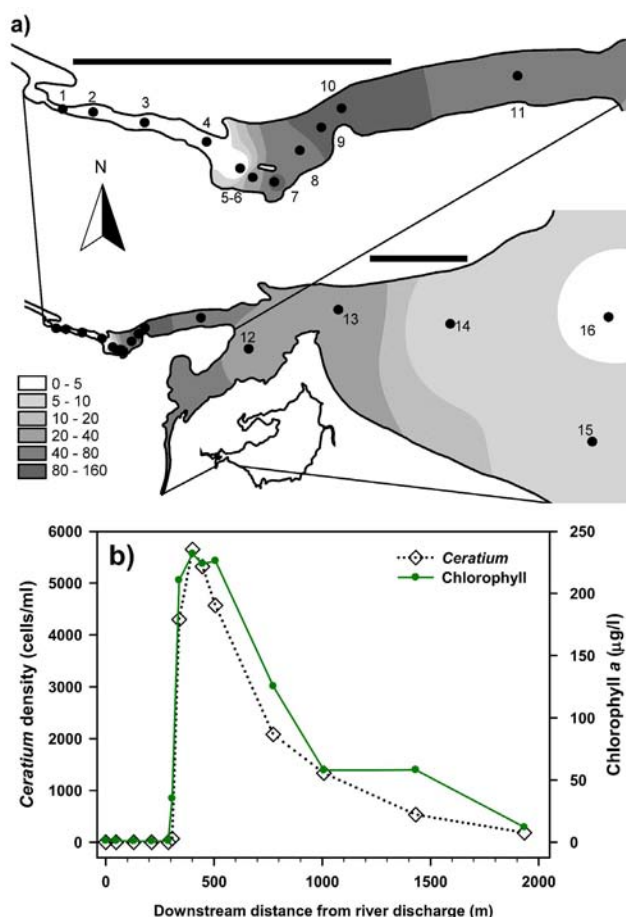 a)
10
1 2 3 4
11
9
N
8
5-6
7
12 13 14 16
0 - 5
5 - 10
10 - 20
20 - 40
40 - 80
80 - 160
15
b)
Ceratium
Chlorophyll
6000
5000
4000
3000
2000
1000
0
Ceratium density (cells/ml)
250
200
150
100
50
0
Chlorophyll a (µg/l)
0 500 1000 1500 2000
Downstream distance from river discharge (m)